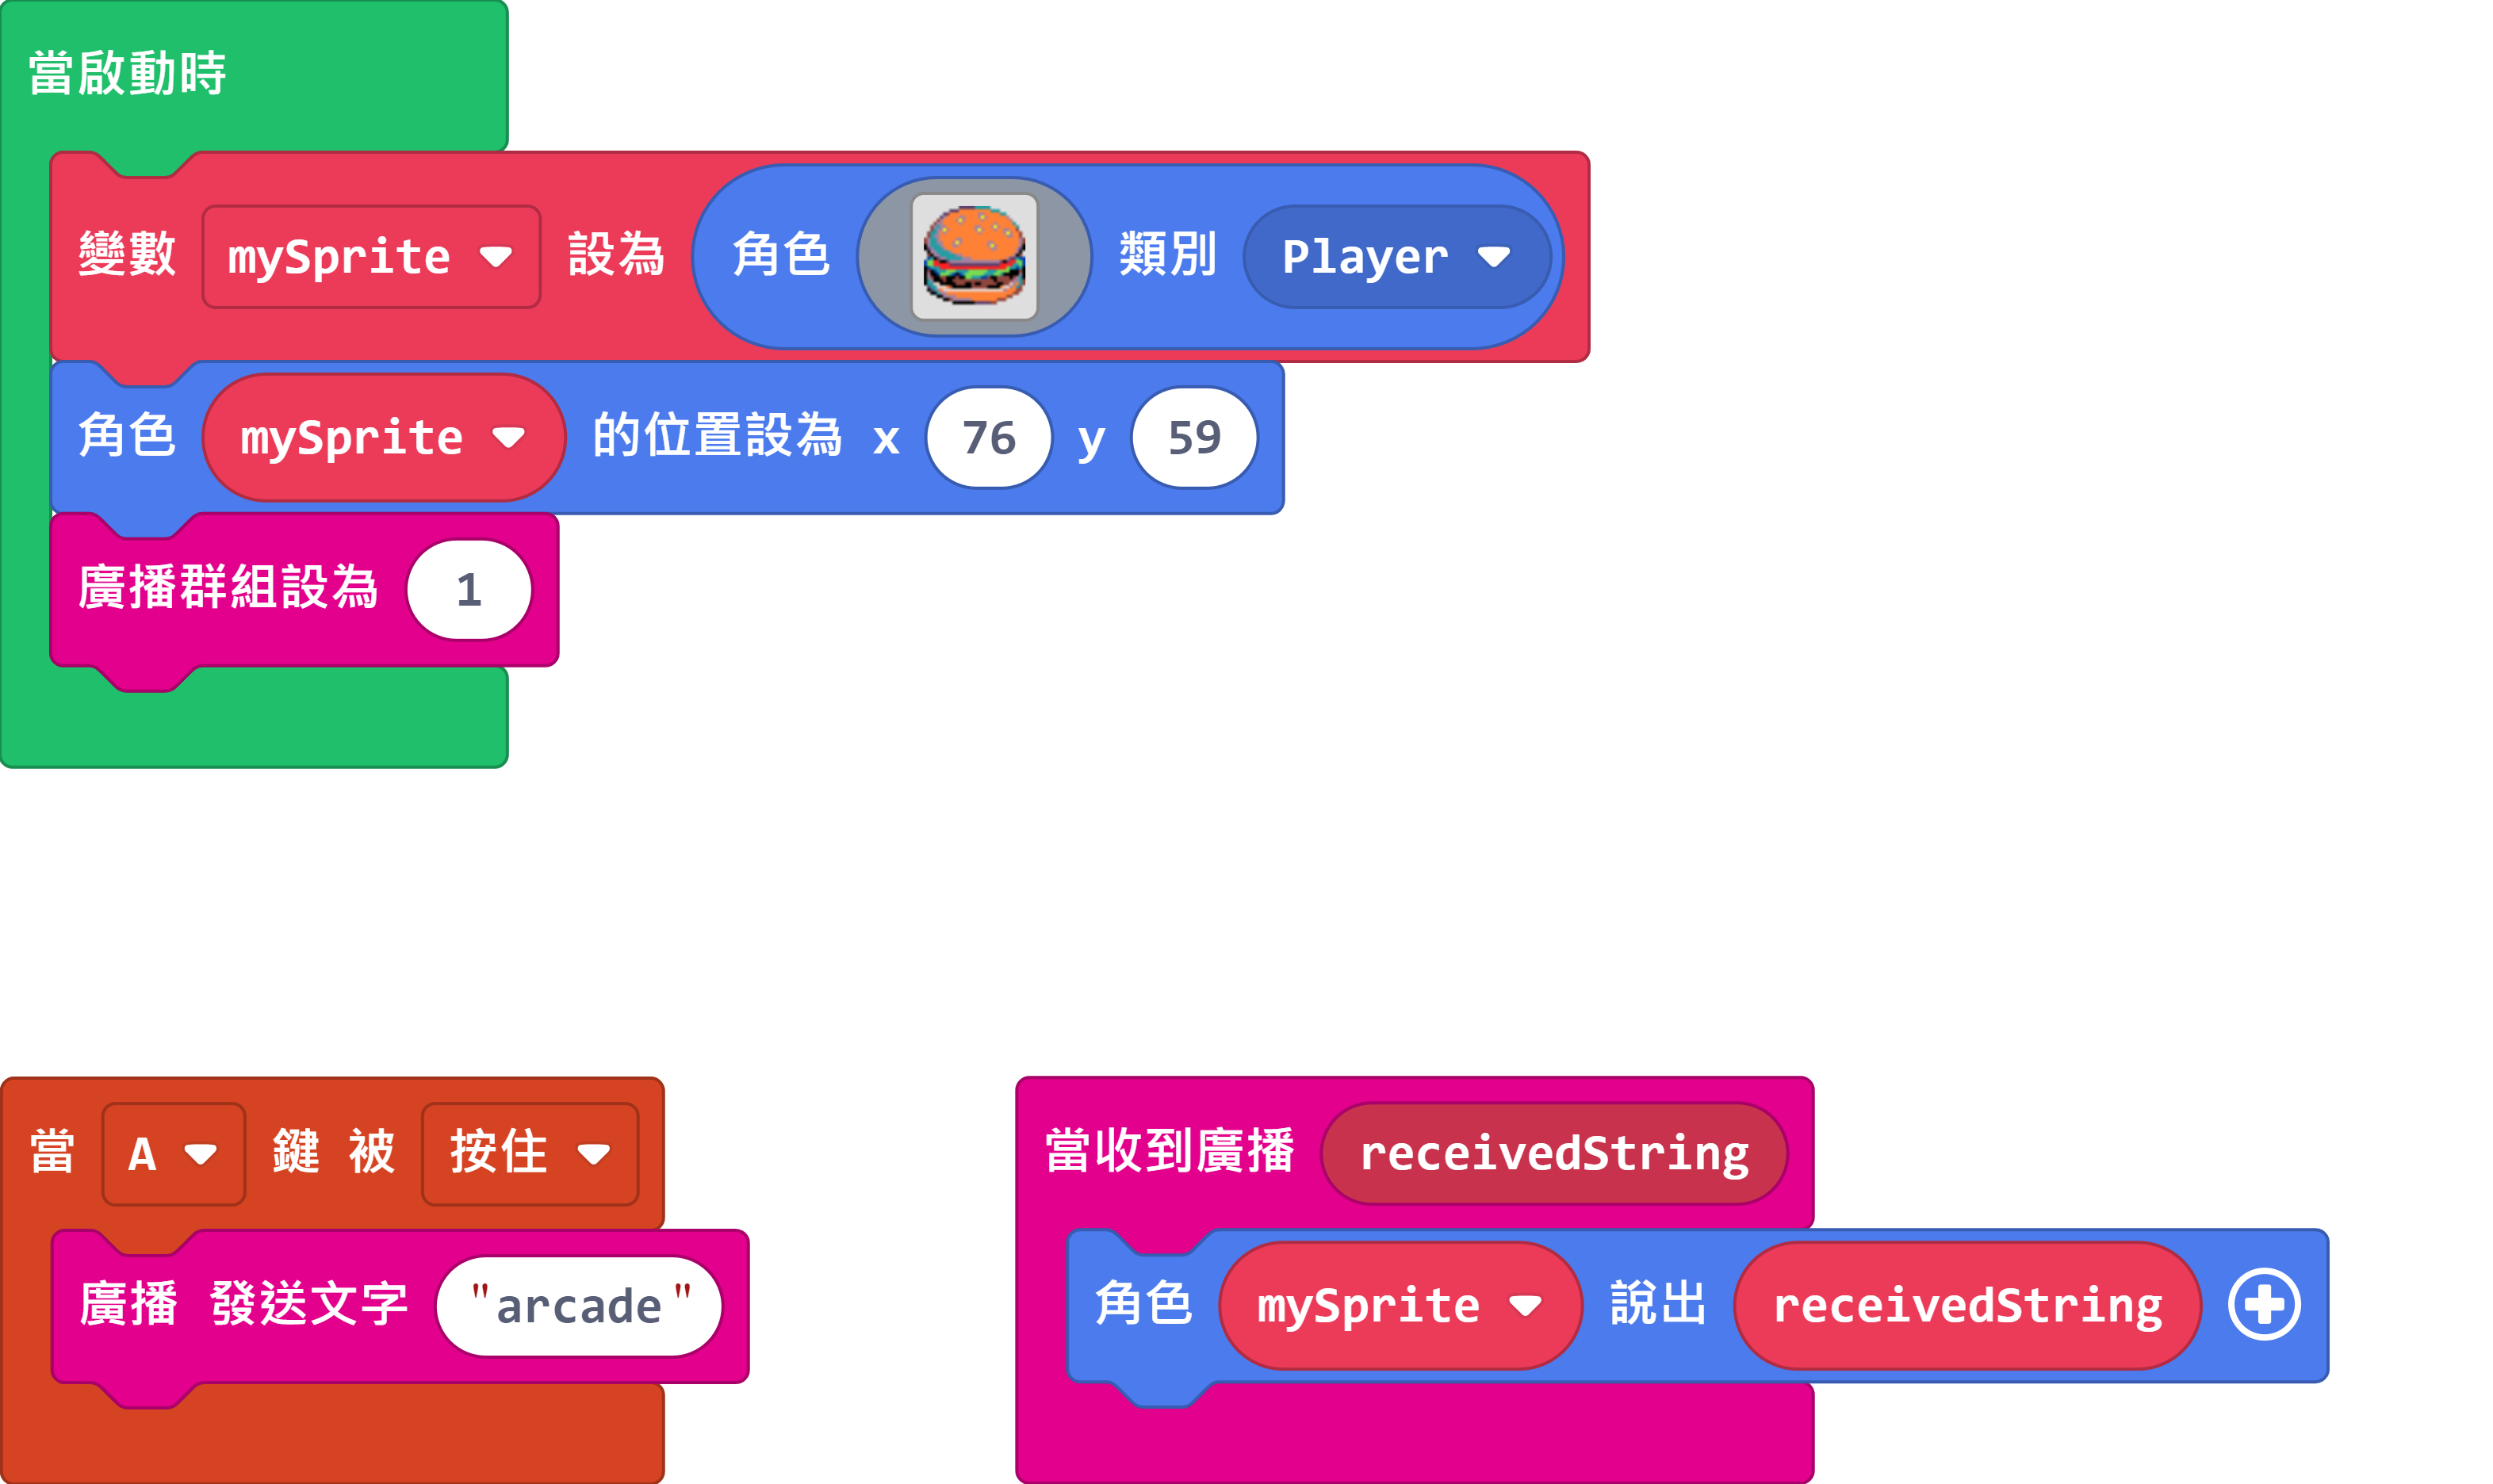 當啟動時
變數 mySprite 設為 角色 類別 Player
角色 mySprite 的位置設為 x 76 y 59
廣播群組設為 1
當 A 鍵 被 按住
廣播 發送文字 "arcade"
當收到廣播 receivedString
角色 mySprite 說出 receivedString